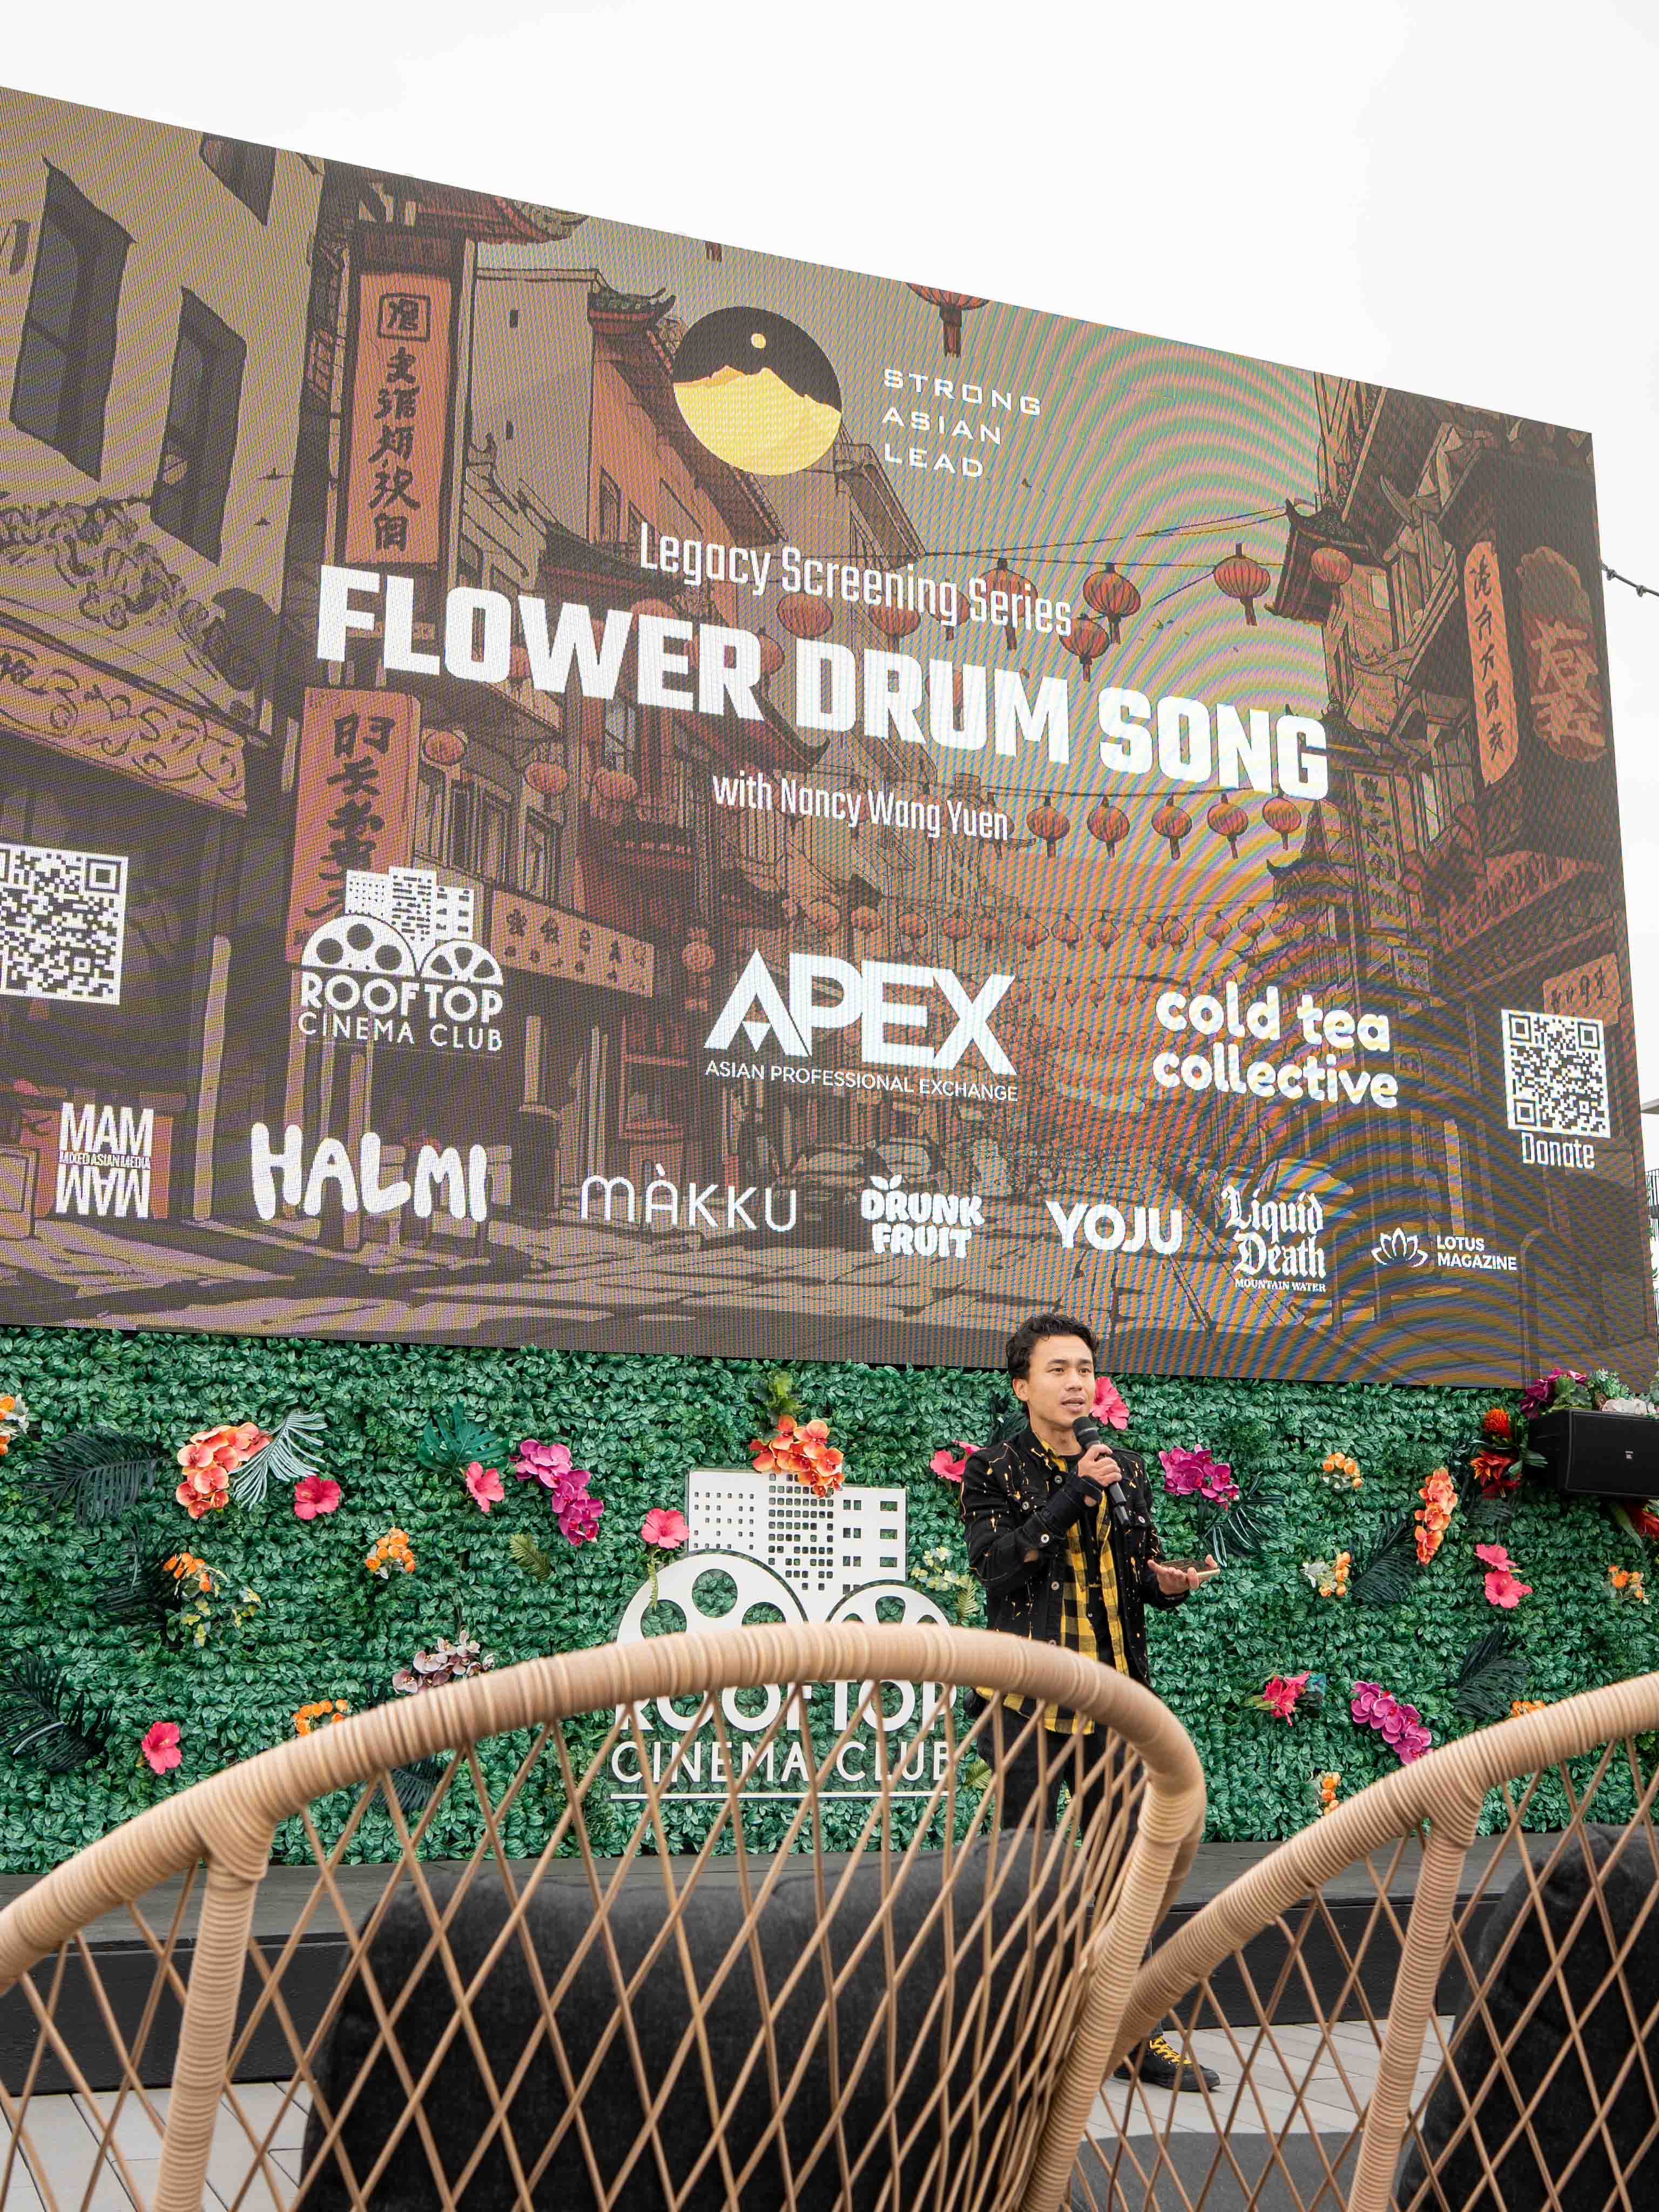 STRONG
ASIAN
LEAD
Legacy Screening Series
FLOWER DRUM SONG
with Nancy Wang Yuen
ROOFTOP
CINEMA CLUB
APEX
ASIAN PROFESSIONAL EXCHANGE
cold tea
collective
Donate
MAM
MIXED ASIAN MEDIA
MAM
HALMI
MÀKKU
DRUNK
FRUIT
YOJU
Liquid
Death
MOUNTAIN WATER
LOTUS
MAGAZINE
ROOFTOP
CINEMA CLUB
JBL